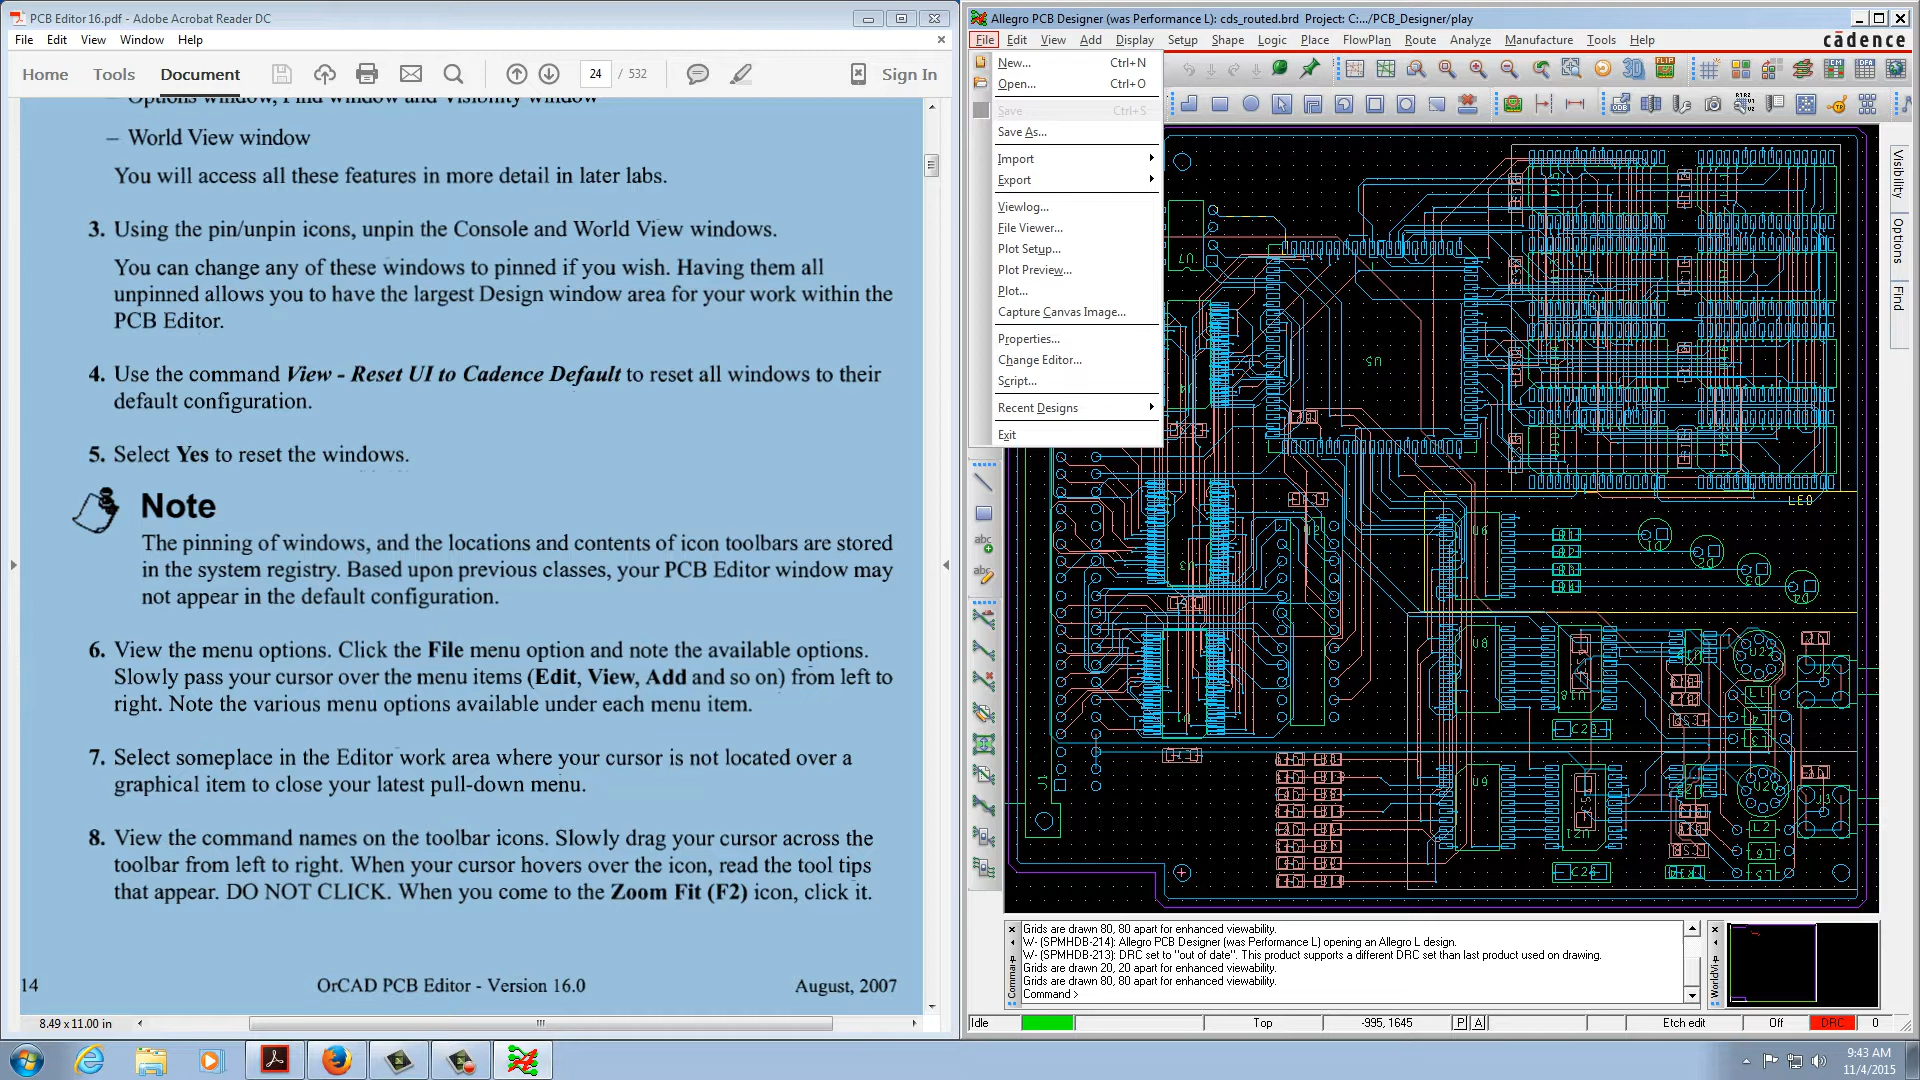 PCB Editor 16.pdf - Adobe Acrobat Reader DC
File Edit View Window Help
Home Tools Document 24 / 532 Sign In
Options window, Find window and Visibility window
– World View window
You will access all these features in more detail in later labs.
3. Using the pin/unpin icons, unpin the Console and World View windows.
You can change any of these windows to pinned if you wish. Having them all
unpinned allows you to have the largest Design window area for your work within the
PCB Editor.
4. Use the command View - Reset UI to Cadence Default to reset all windows to their
default configuration.
5. Select Yes to reset the windows.
Note
The pinning of windows, and the locations and contents of icon toolbars are stored
in the system registry. Based upon previous classes, your PCB Editor window may
not appear in the default configuration.
6. View the menu options. Click the File menu option and note the available options.
Slowly pass your cursor over the menu items (Edit, View, Add and so on) from left to
right. Note the various menu options available under each menu item.
7. Select someplace in the Editor work area where your cursor is not located over a
graphical item to close your latest pull-down menu.
8. View the command names on the toolbar icons. Slowly drag your cursor across the
toolbar from left to right. When your cursor hovers over the icon, read the tool tips
that appear. DO NOT CLICK. When you come to the Zoom Fit (F2) icon, click it.
14 OrCAD PCB Editor - Version 16.0 August, 2007
8.49 x 11.00 in
Allegro PCB Designer (was Performance L): cds_routed.brd Project: C:.../PCB_Designer/play
File Edit View Add Display Setup Shape Logic Place FlowPlan Route Analyze Manufacture Tools Help
cādence
New... Ctrl+N
Open... Ctrl+O
Save Ctrl+S
Save As...
Import
Export
Viewlog...
File Viewer...
Plot Setup...
Plot Preview...
Plot...
Capture Canvas Image...
Properties...
Change Editor...
Script...
Recent Designs
Exit
Visibility
Options
Find
LED
Grids are drawn 80, 80 apart for enhanced viewability.
W- (SPMHDB-214): Allegro PCB Designer (was Performance L) opening an Allegro L design.
W- (SPMHDB-213): DRC set to "out of date". This product supports a different DRC set than last product used on drawing.
Grids are drawn 20, 20 apart for enhanced viewability.
Grids are drawn 80, 80 apart for enhanced viewability.
Command >
Idle Top -995, 1645 P A Etch edit Off DRC 0
9:43 AM
11/4/2015